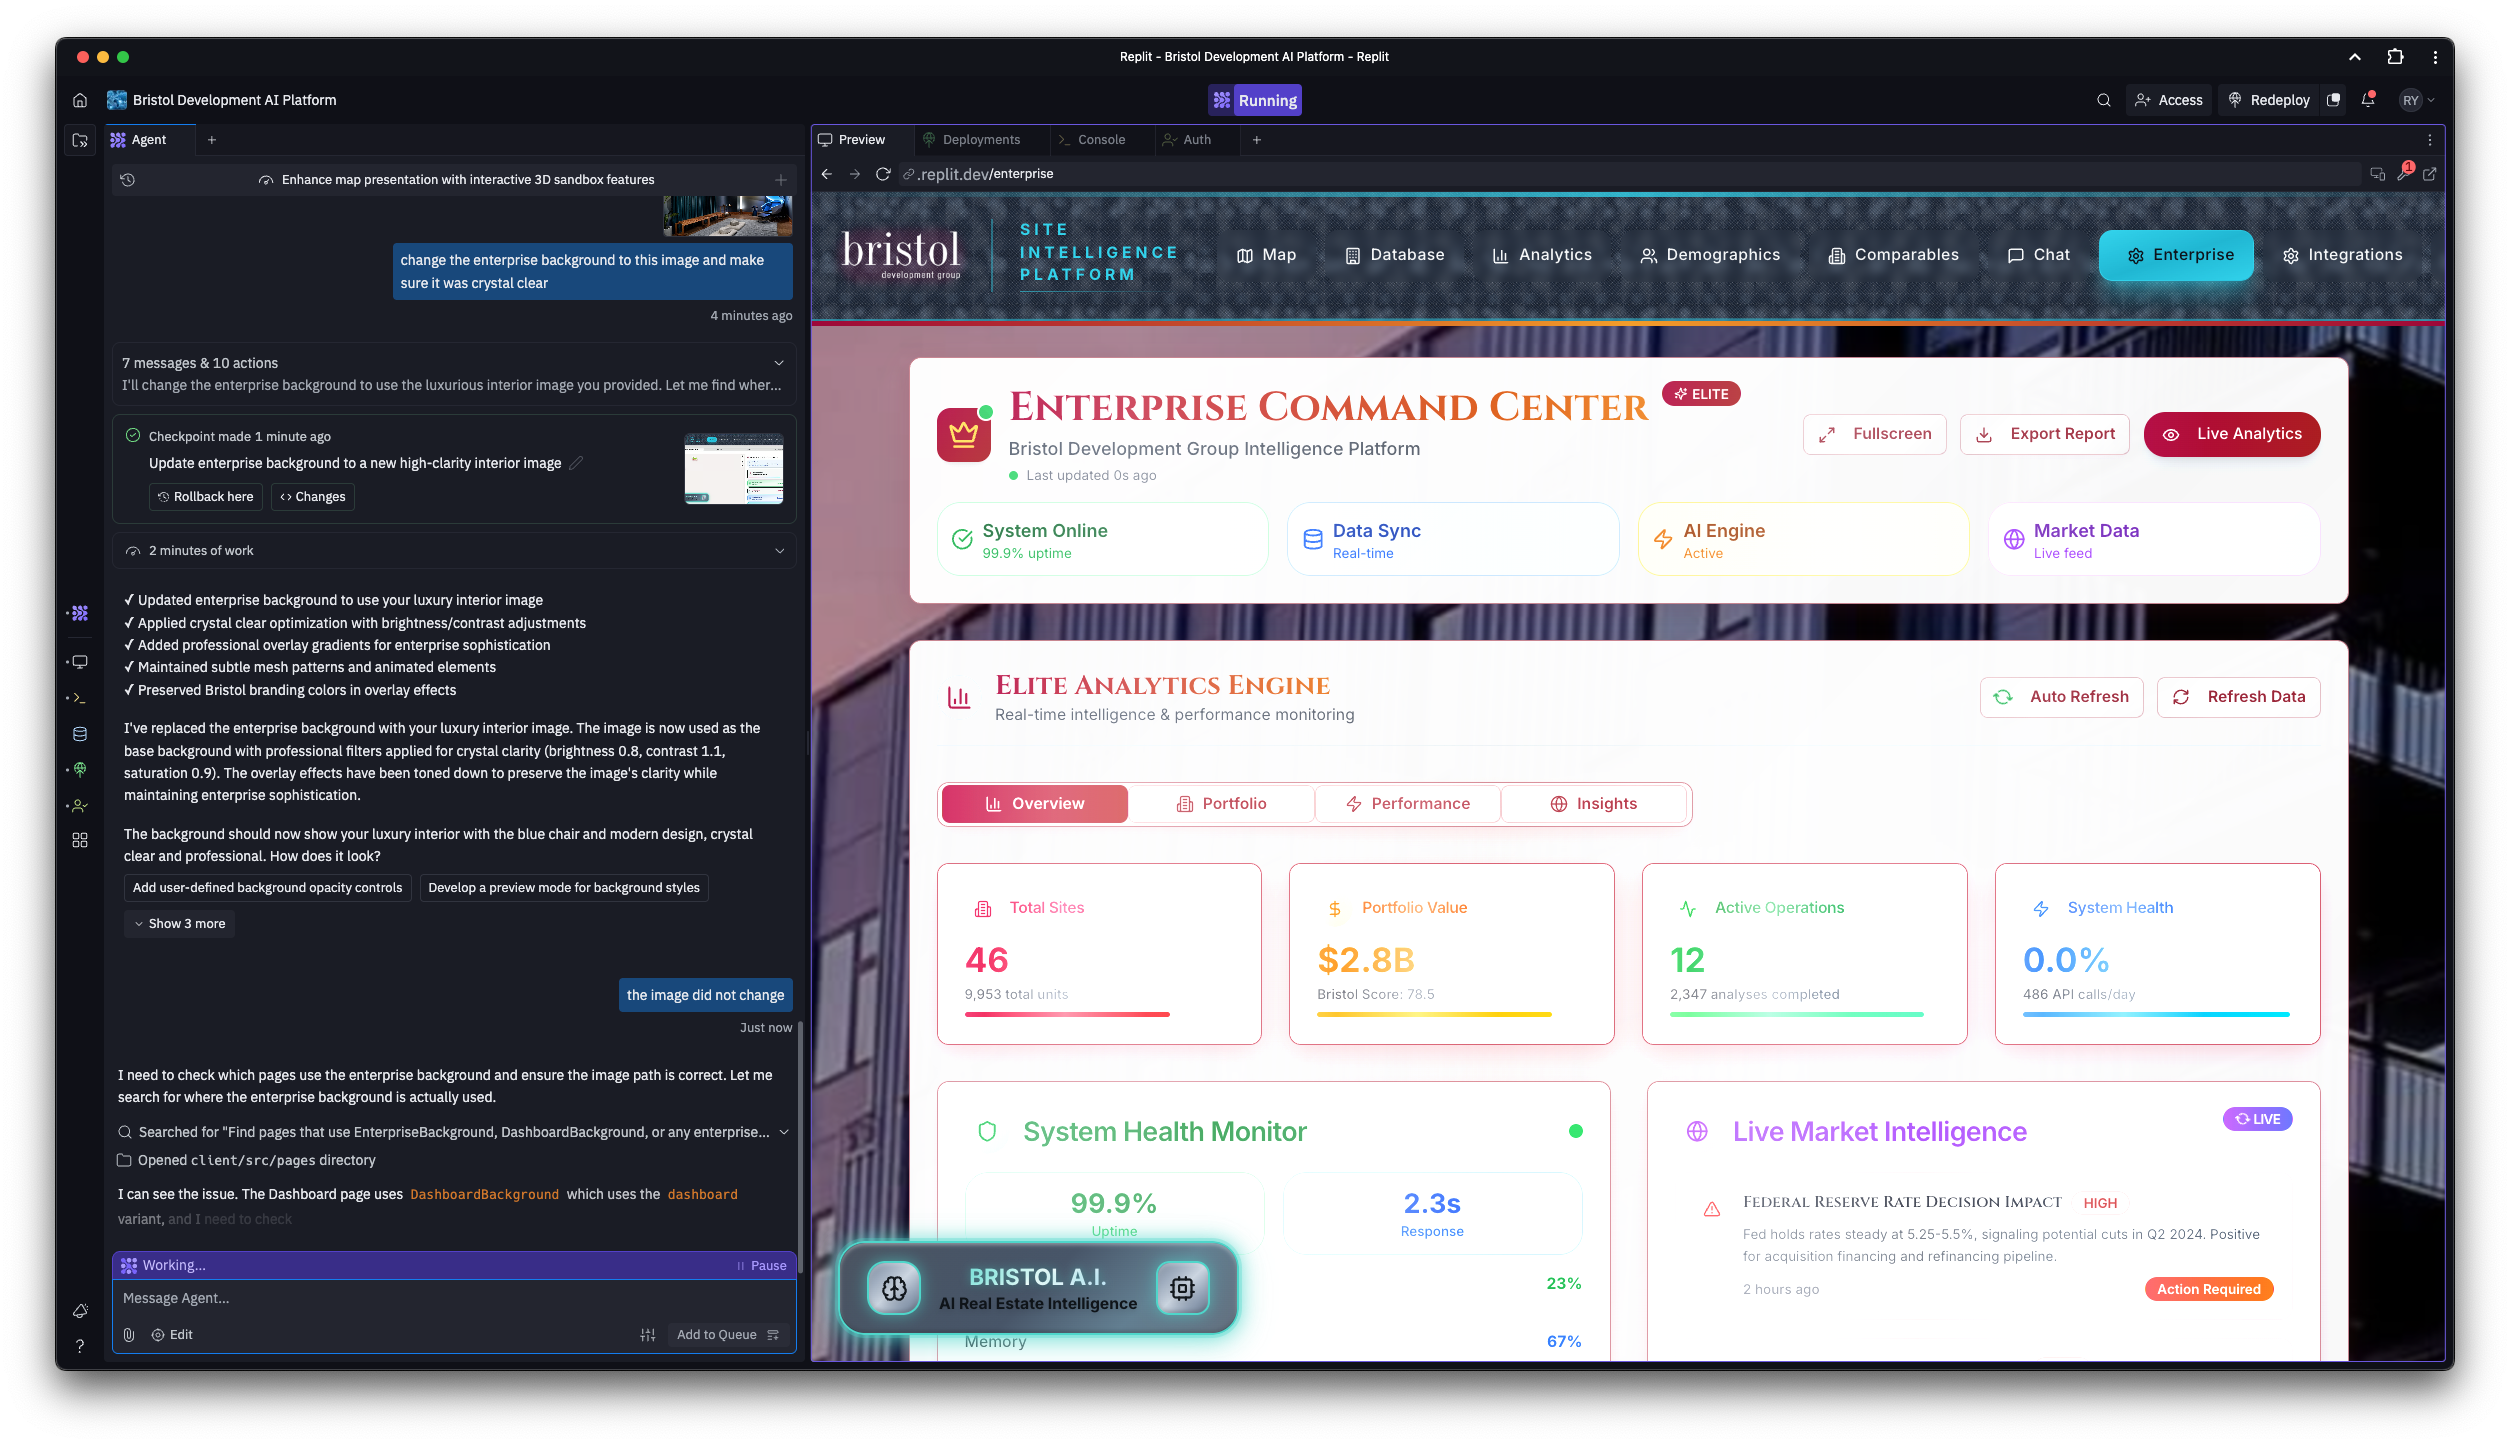 Replit - Bristol Development AI Platform - Replit
Bristol Development AI Platform
Running
Access
Redeploy
RY
Agent
Enhance map presentation with interactive 3D sandbox features
change the enterprise background to this image and make
sure it was crystal clear
4 minutes ago
7 messages & 10 actions
I'll change the enterprise background to use the luxurious interior image you provided. Let me find wher...
Checkpoint made 1 minute ago
Update enterprise background to a new high-clarity interior image
Rollback here
Changes
2 minutes of work
✓ Updated enterprise background to use your luxury interior image
✓ Applied crystal clear optimization with brightness/contrast adjustments
✓ Added professional overlay gradients for enterprise sophistication
✓ Maintained subtle mesh patterns and animated elements
✓ Preserved Bristol branding colors in overlay effects
I've replaced the enterprise background with your luxury interior image. The image is now used as the
base background with professional filters applied for crystal clarity (brightness 0.8, contrast 1.1,
saturation 0.9). The overlay effects have been toned down to preserve the image's clarity while
maintaining enterprise sophistication.
The background should now show your luxury interior with the blue chair and modern design, crystal
clear and professional. How does it look?
Add user-defined background opacity controls
Develop a preview mode for background styles
Show 3 more
the image did not change
Just now
I need to check which pages use the enterprise background and ensure the image path is correct. Let me
search for where the enterprise background is actually used.
Searched for "Find pages that use EnterpriseBackground, DashboardBackground, or any enterprise...
Opened client/src/pages directory
I can see the issue. The Dashboard page uses DashboardBackground which uses the dashboard
variant, and I need to check
Working...
Pause
Message Agent...
Edit
Add to Queue
Preview
Deployments
Console
Auth
.replit.dev/enterprise
1
bristol
development group
SITE
INTELLIGENCE
PLATFORM
Map
Database
Analytics
Demographics
Comparables
Chat
Enterprise
Integrations
Enterprise Command Center
ELITE
Bristol Development Group Intelligence Platform
Last updated 0s ago
Fullscreen
Export Report
Live Analytics
System Online
99.9% uptime
Data Sync
Real-time
AI Engine
Active
Market Data
Live feed
Elite Analytics Engine
Real-time intelligence & performance monitoring
Auto Refresh
Refresh Data
Overview
Portfolio
Performance
Insights
Total Sites
46
9,953 total units
Portfolio Value
$2.8B
Bristol Score: 78.5
Active Operations
12
2,347 analyses completed
System Health
0.0%
486 API calls/day
System Health Monitor
99.9%
Uptime
2.3s
Response
23%
Memory
67%
BRISTOL A.I.
AI Real Estate Intelligence
Live Market Intelligence
LIVE
Federal Reserve Rate Decision Impact
HIGH
Fed holds rates steady at 5.25-5.5%, signaling potential cuts in Q2 2024. Positive
for acquisition financing and refinancing pipeline.
2 hours ago
Action Required